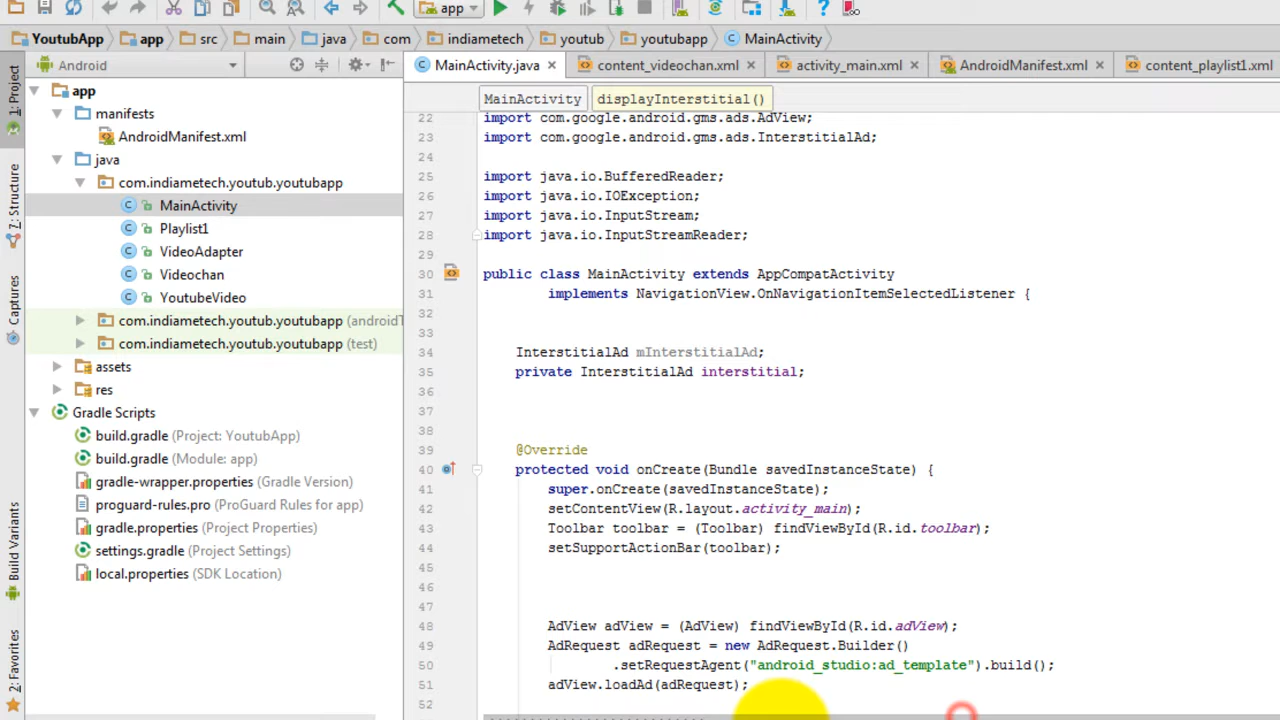 app
YoutubApp app src main java com indiametech youtub youtubapp MainActivity
Android
MainActivity.java content_videochan.xml activity_main.xml AndroidManifest.xml content_playlist1.xml
1: Project
7: Structure
Captures
Build Variants
2: Favorites
app
manifests
AndroidManifest.xml
java
com.indiametech.youtub.youtubapp
MainActivity
Playlist1
VideoAdapter
Videochan
YoutubeVideo
com.indiametech.youtub.youtubapp (androidT
com.indiametech.youtub.youtubapp (test)
assets
res
Gradle Scripts
build.gradle (Project: YoutubApp)
build.gradle (Module: app)
gradle-wrapper.properties (Gradle Version)
proguard-rules.pro (ProGuard Rules for app)
gradle.properties (Project Properties)
settings.gradle (Project Settings)
local.properties (SDK Location)
MainActivity displayInterstitial()
22 import com.google.android.gms.ads.AdView;
23 import com.google.android.gms.ads.InterstitialAd;
24
25 import java.io.BufferedReader;
26 import java.io.IOException;
27 import java.io.InputStream;
28 import java.io.InputStreamReader;
29
30 public class MainActivity extends AppCompatActivity
31 implements NavigationView.OnNavigationItemSelectedListener {
32
33
34 InterstitialAd mInterstitialAd;
35 private InterstitialAd interstitial;
36
37
38
39 @Override
40 protected void onCreate(Bundle savedInstanceState) {
41 super.onCreate(savedInstanceState);
42 setContentView(R.layout.activity_main);
43 Toolbar toolbar = (Toolbar) findViewById(R.id.toolbar);
44 setSupportActionBar(toolbar);
45
46
47
48 AdView adView = (AdView) findViewById(R.id.adView);
49 AdRequest adRequest = new AdRequest.Builder()
50 .setRequestAgent("android_studio:ad_template").build();
51 adView.loadAd(adRequest);
52